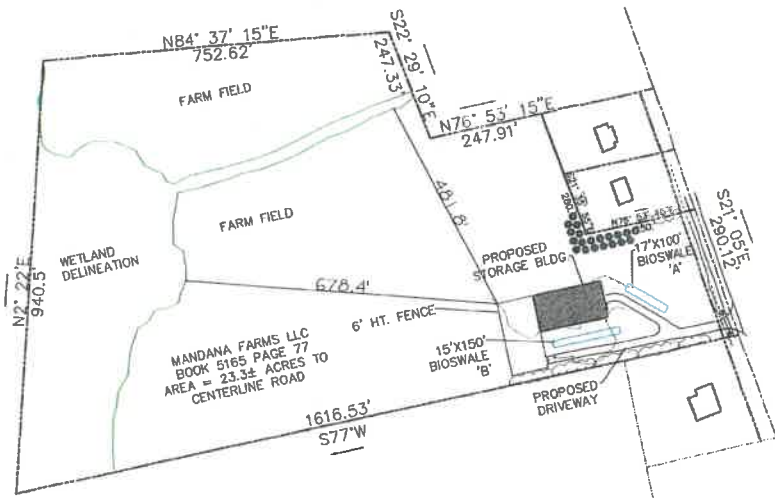 N84° 37' 15"E
752.62'
S22° 29' 10"E
247.33'
FARM FIELD
N76° 53' 15"E
247.91'
481.8'
S21° 05'E
290.12'
FARM FIELD
WETLAND
DELINEATION
N2° 22'E
940.5'
PROPOSED
STORAGE BLDG.
17'X100'
BIOSWALE
'A'
678.4'
6' HT. FENCE
MANDANA FARMS LLC
BOOK 5165 PAGE 77
AREA = 23.3± ACRES TO
CENTERLINE ROAD
15'X150'
BIOSWALE
'B'
PROPOSED
DRIVEWAY
1616.53'
S77°W